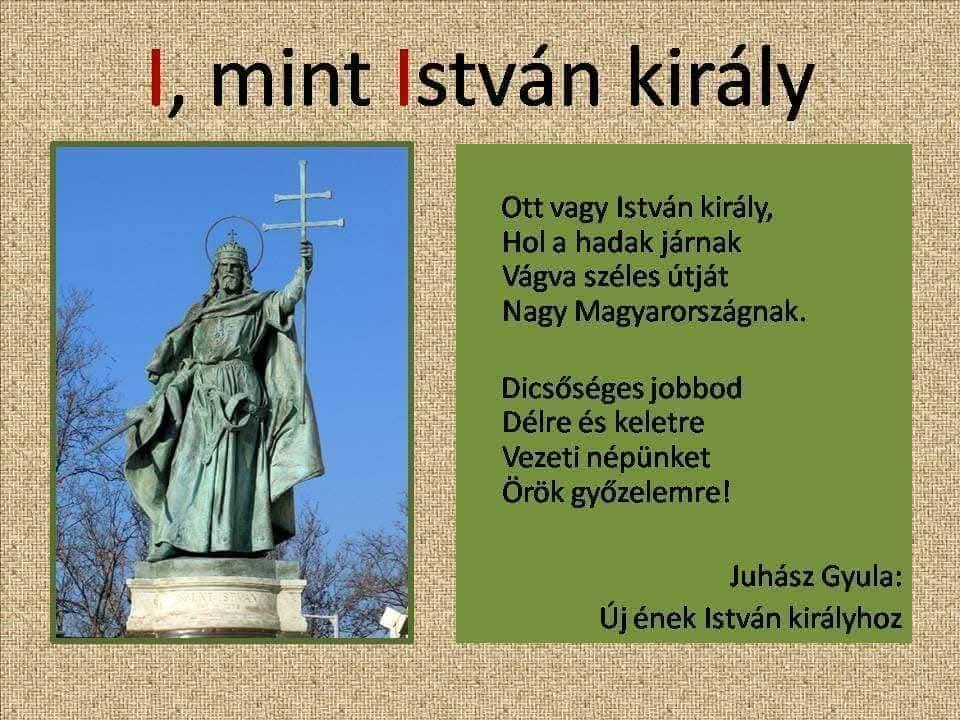 I, mint István király
Ott vagy István király,
Hol a hadak járnak
Vágva széles útját
Nagy Magyarországnak.
Dicsőséges jobbod
Délre és keletre
Vezeti népünket
Örök győzelemre!
Juhász Gyula:
Új ének István királyhoz